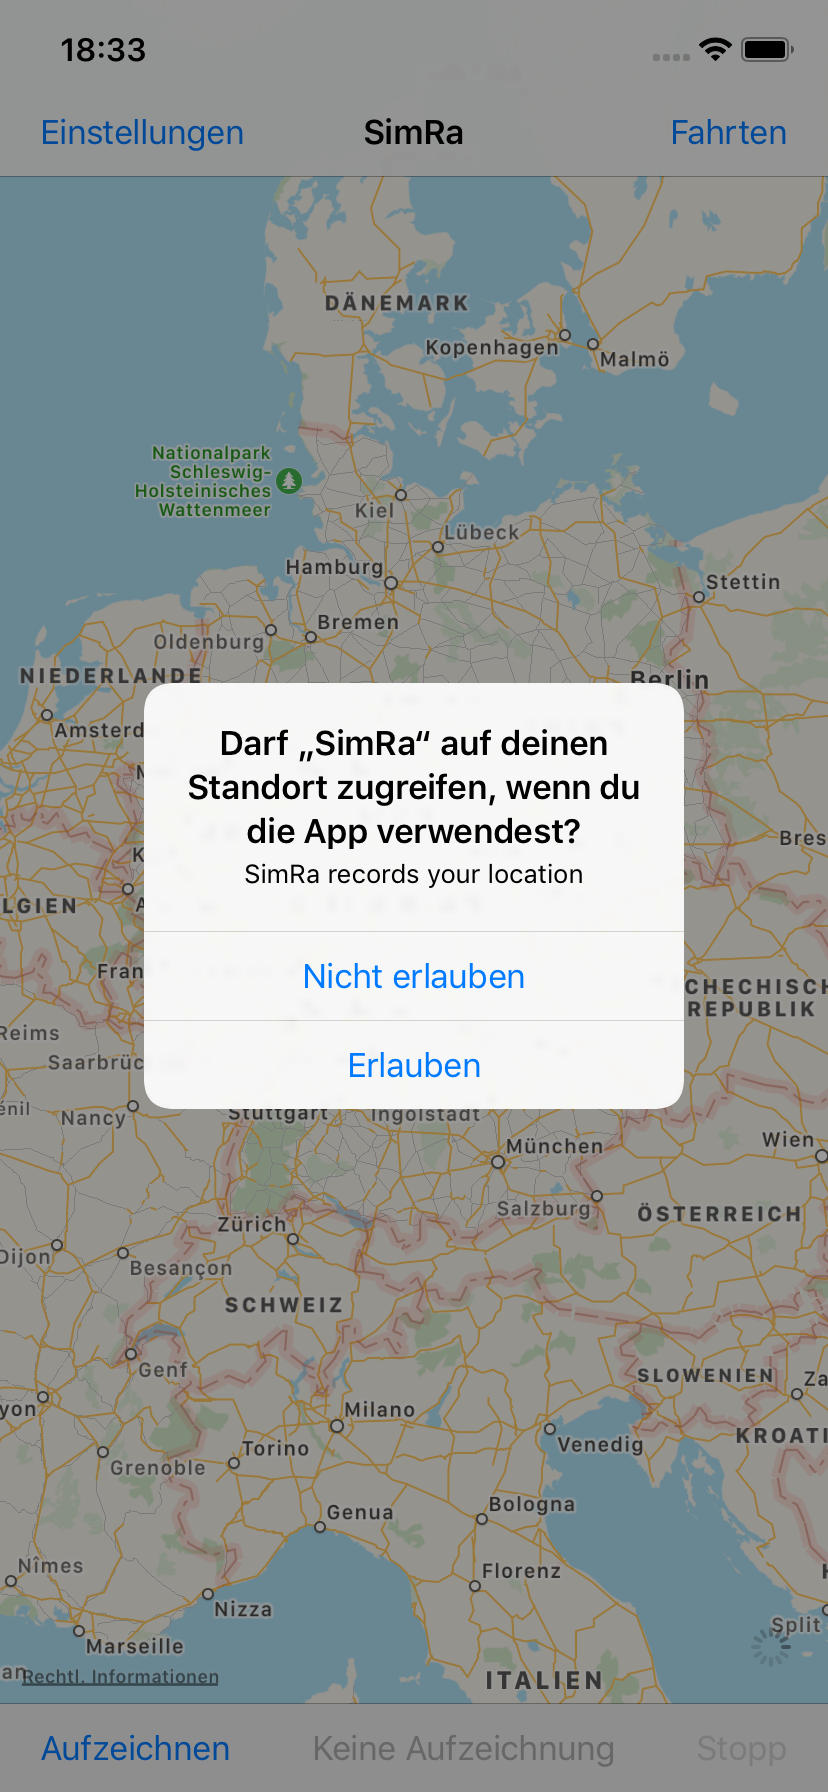 18:33
Einstellungen SimRa Fahrten
DÄNEMARK
Kopenhagen
Malmö
Nationalpark
Schleswig-
Holsteinisches
Wattenmeer
Kiel
Lübeck
Hamburg
Stettin
Bremen
Oldenburg
NIEDERLANDE
Berlin
Amsterd
Darf „SimRa“ auf deinen
Standort zugreifen, wenn du
die App verwendest?
SimRa records your location
Nicht erlauben
Erlauben
Bres
LGIEN
Fran
CHECHISCH
REPUBLIK
Reims
Saarbrüc
énil
Nancy
Stuttgart
Ingolstadt
München
Wien
Salzburg
ÖSTERREICH
Zürich
Dijon
Besançon
SCHWEIZ
Genf
SLOWENIEN
Za
yon
Milano
KROATI
Venedig
Torino
Grenoble
Bologna
Genua
Nîmes
Florenz
Nizza
Split
Marseille
an
Rechtl. Informationen
ITALIEN
Aufzeichnen Keine Aufzeichnung Stopp